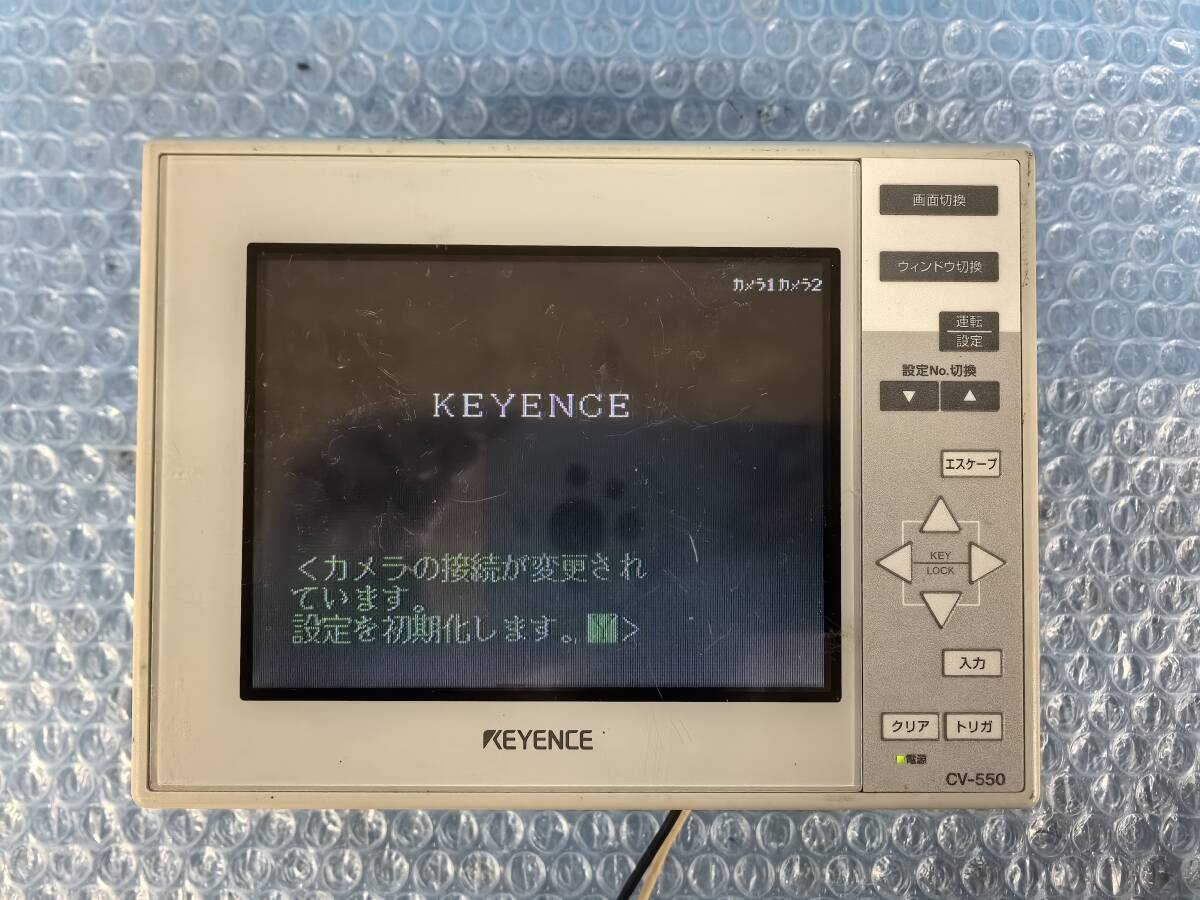 カメラ1 カメラ2
KEYENCE
<カメラの接続が変更され
ています。
設定を初期化します。Y>
KEYENCE
画面切換
ウィンドウ切換
運転
設定
設定No.切換
▼ ▲
エスケープ
KEY
LOCK
入力
クリア トリガ
電源
CV-550